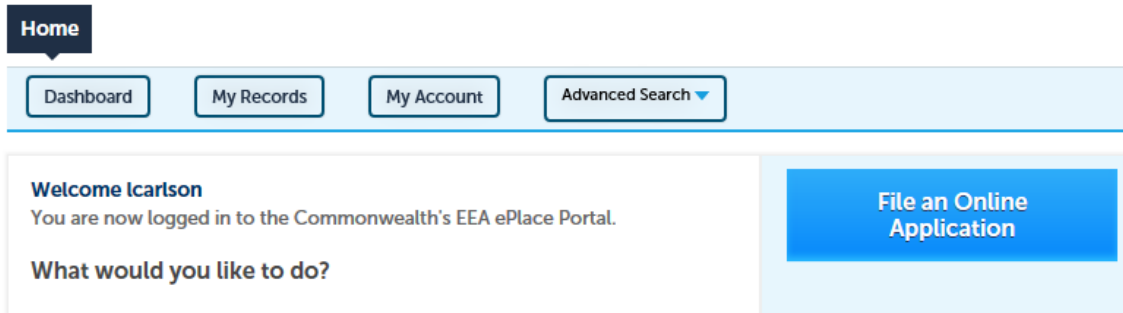 Home
Dashboard My Records My Account Advanced Search
Welcome lcarlson
You are now logged in to the Commonwealth's EEA ePlace Portal.
What would you like to do?
File an Online
Application